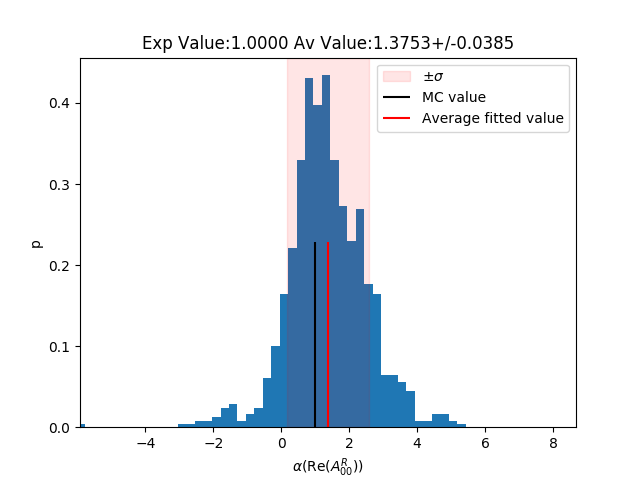 Exp Value:1.0000 Av Value:1.3753+/-0.0385
±σ
MC value
Average fitted value
p
0.4
0.3
0.2
0.1
0.0
−4 −2 0 2 4 6 8
α(Re(A^R_00))